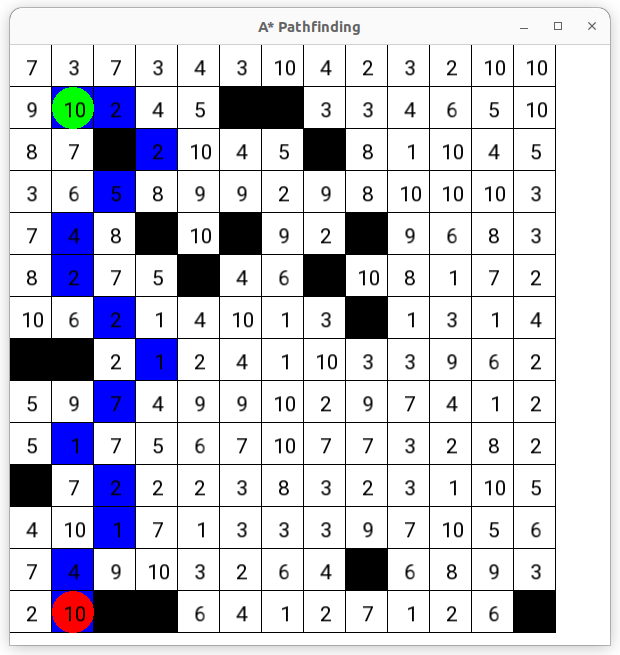 A* Pathfinding
7 3 7 3 4 3 10 4 2 3 2 10 10
9 10 2 4 5 3 3 4 6 5 10
8 7 2 10 4 5 8 1 10 4 5
3 6 5 8 9 9 2 9 8 10 10 10 3
7 4 8 10 9 2 9 6 8 3
8 2 7 5 4 6 10 8 1 7 2
10 6 2 1 4 10 1 3 1 3 1 4
2 1 2 4 1 10 3 3 9 6 2
5 9 7 4 9 9 10 2 9 7 4 1 2
5 1 7 5 6 7 10 7 7 3 2 8 2
7 2 2 2 3 8 3 2 3 1 10 5
4 10 1 7 1 3 3 3 9 7 10 5 6
7 4 9 10 3 2 6 4 6 8 9 3
2 10 6 4 1 2 7 1 2 6